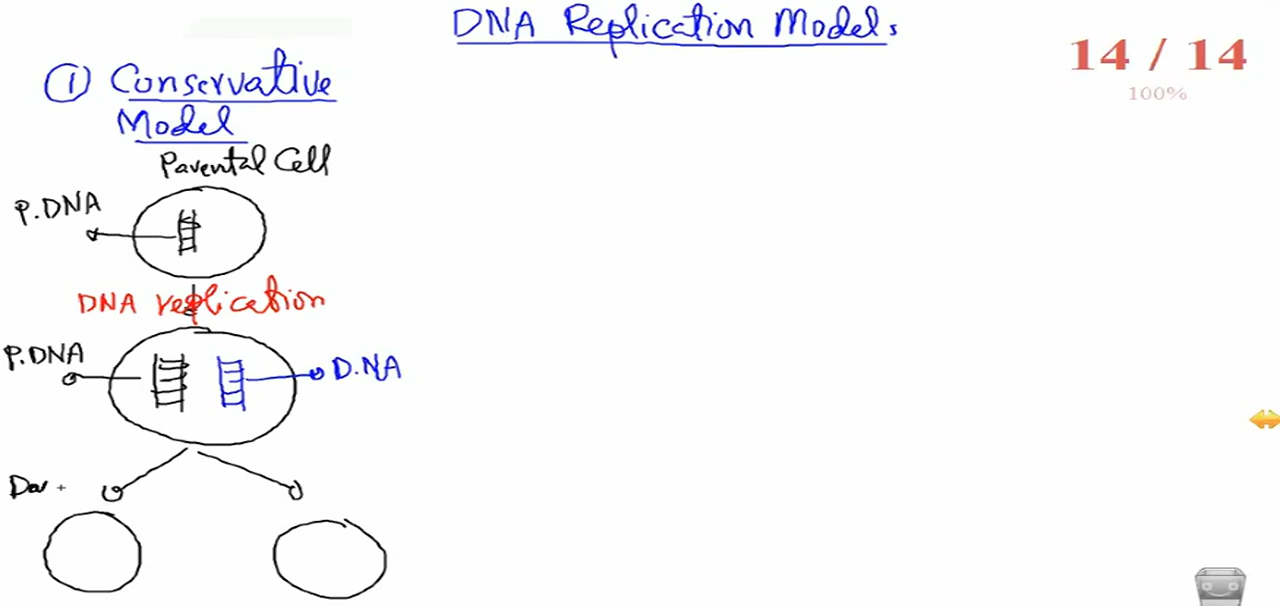 DNA Replication Models
14 / 14
100%
① Conservative
Model
Parental Cell
P.DNA
DNA replication
P.DNA
D.NA
Dau